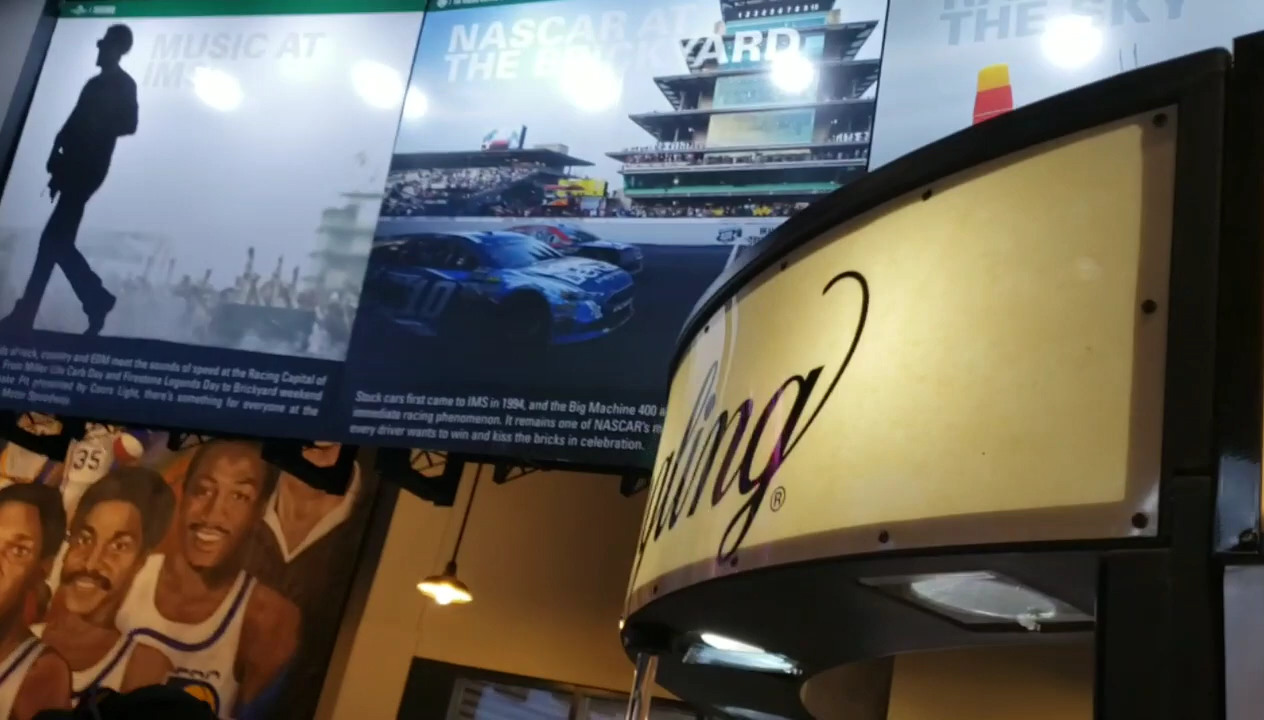 MUSIC AT
IMS
NASCAR AT
THE BRICKYARD
THE SKY
of rock, country and EDM meet the sounds of speed at the Racing Capital of
From Miller Lite Carb Day and Firestone Legends Day to Brickyard weekend
Pit presented by Coors Light, there's something for everyone at the
Motor Speedway
Stock cars first came to IMS in 1994, and the Big Machine 400 a
immediate racing phenomenon. It remains one of NASCAR's m
every driver wants to win and kiss the bricks in celebration.
10
35
ling®